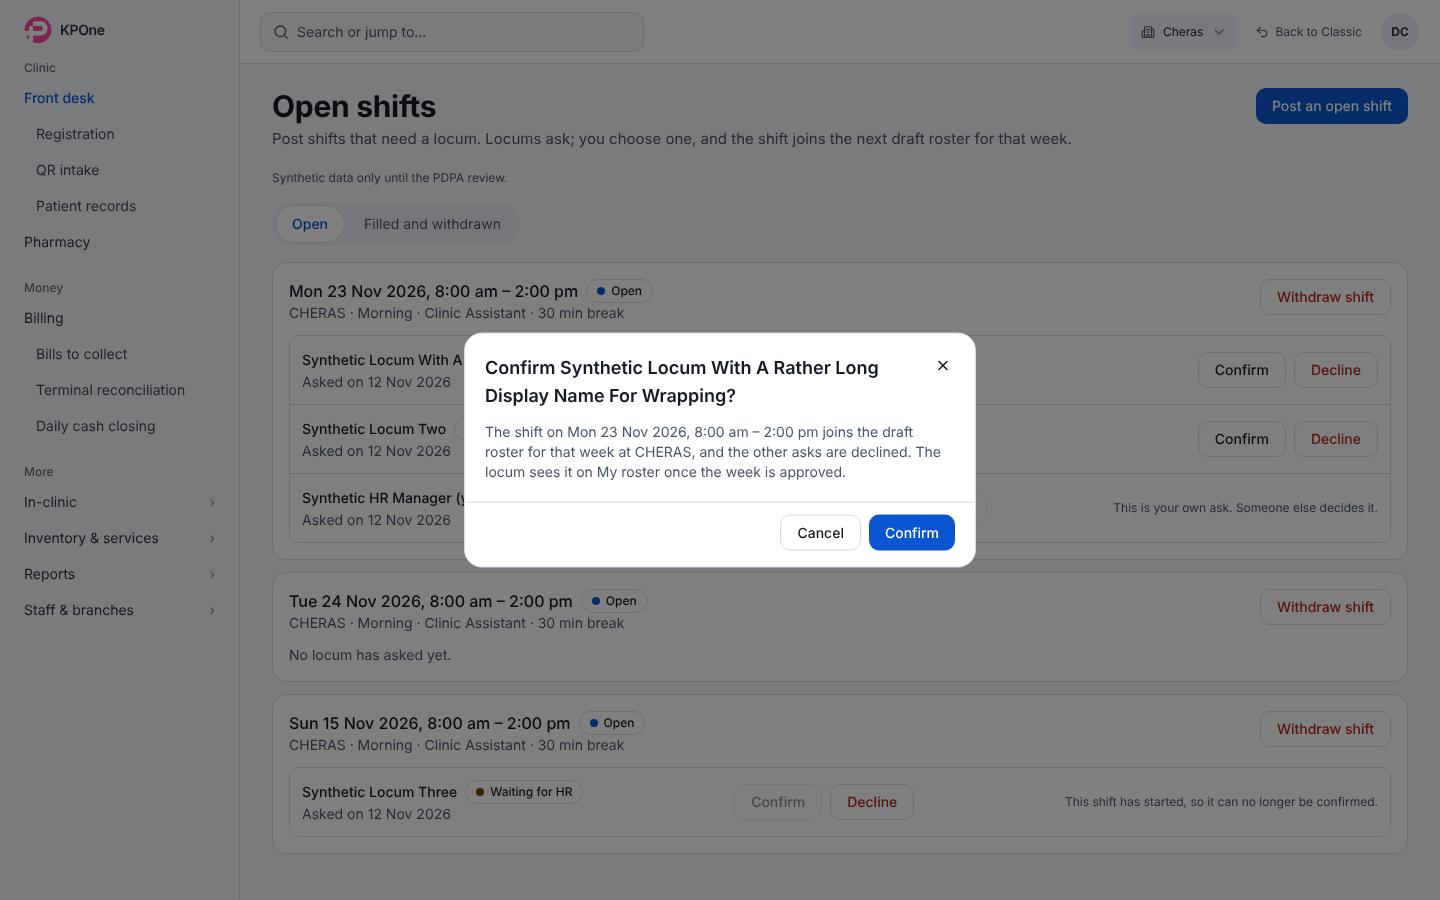 KPOne
Search or jump to...
Cheras
Back to Classic
DC
Clinic
Front desk
Registration
QR intake
Patient records
Pharmacy
Money
Billing
Bills to collect
Terminal reconciliation
Daily cash closing
More
In-clinic
Inventory & services
Reports
Staff & branches
Open shifts
Post an open shift
Post shifts that need a locum. Locums ask; you choose one, and the shift joins the next draft roster for that week.
Synthetic data only until the PDPA review.
Open
Filled and withdrawn
Mon 23 Nov 2026, 8:00 am – 2:00 pm
Open
Withdraw shift
CHERAS · Morning · Clinic Assistant · 30 min break
Synthetic Locum With A
Asked on 12 Nov 2026
Confirm
Decline
Synthetic Locum Two
Asked on 12 Nov 2026
Confirm
Decline
Synthetic HR Manager
Asked on 12 Nov 2026
This is your own ask. Someone else decides it.
Confirm Synthetic Locum With A Rather Long
Display Name For Wrapping?
The shift on Mon 23 Nov 2026, 8:00 am – 2:00 pm joins the draft
roster for that week at CHERAS, and the other asks are declined. The
locum sees it on My roster once the week is approved.
Cancel
Confirm
Tue 24 Nov 2026, 8:00 am – 2:00 pm
Open
Withdraw shift
CHERAS · Morning · Clinic Assistant · 30 min break
No locum has asked yet.
Sun 15 Nov 2026, 8:00 am – 2:00 pm
Open
Withdraw shift
CHERAS · Morning · Clinic Assistant · 30 min break
Synthetic Locum Three
Waiting for HR
Asked on 12 Nov 2026
Confirm
Decline
This shift has started, so it can no longer be confirmed.